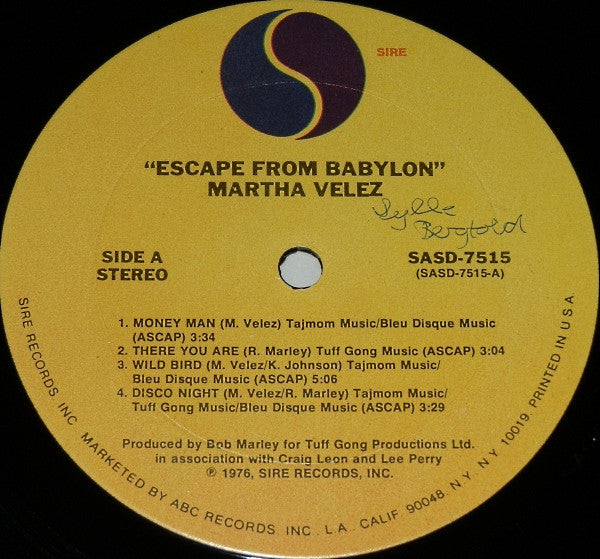 SIRE
"ESCAPE FROM BABYLON"
MARTHA VELEZ
Sylle
Bergtold
SIDE A
STEREO
SASD-7515
(SASD-7515-A)
1. MONEY MAN (M. Velez) Tajmom Music/Bleu Disque Music
(ASCAP) 3:34
2. THERE YOU ARE (R. Marley) Tuff Gong Music (ASCAP) 3:04
3. WILD BIRD (M. Velez/K. Johnson) Tajmom Music/
Bleu Disque Music (ASCAP) 5:06
4. DISCO NIGHT (M. Velez/R. Marley) Tajmom Music/
Tuff Gong Music/Bleu Disque Music (ASCAP) 3:29
Produced by Bob Marley for Tuff Gong Productions Ltd.
in association with Craig Leon and Lee Perry
℗ 1976, SIRE RECORDS, INC.
SIRE RECORDS, INC. MARKETED BY ABC RECORDS, INC. L.A. CALIF. 90048. N.Y. N.Y. 10019. PRINTED IN USA